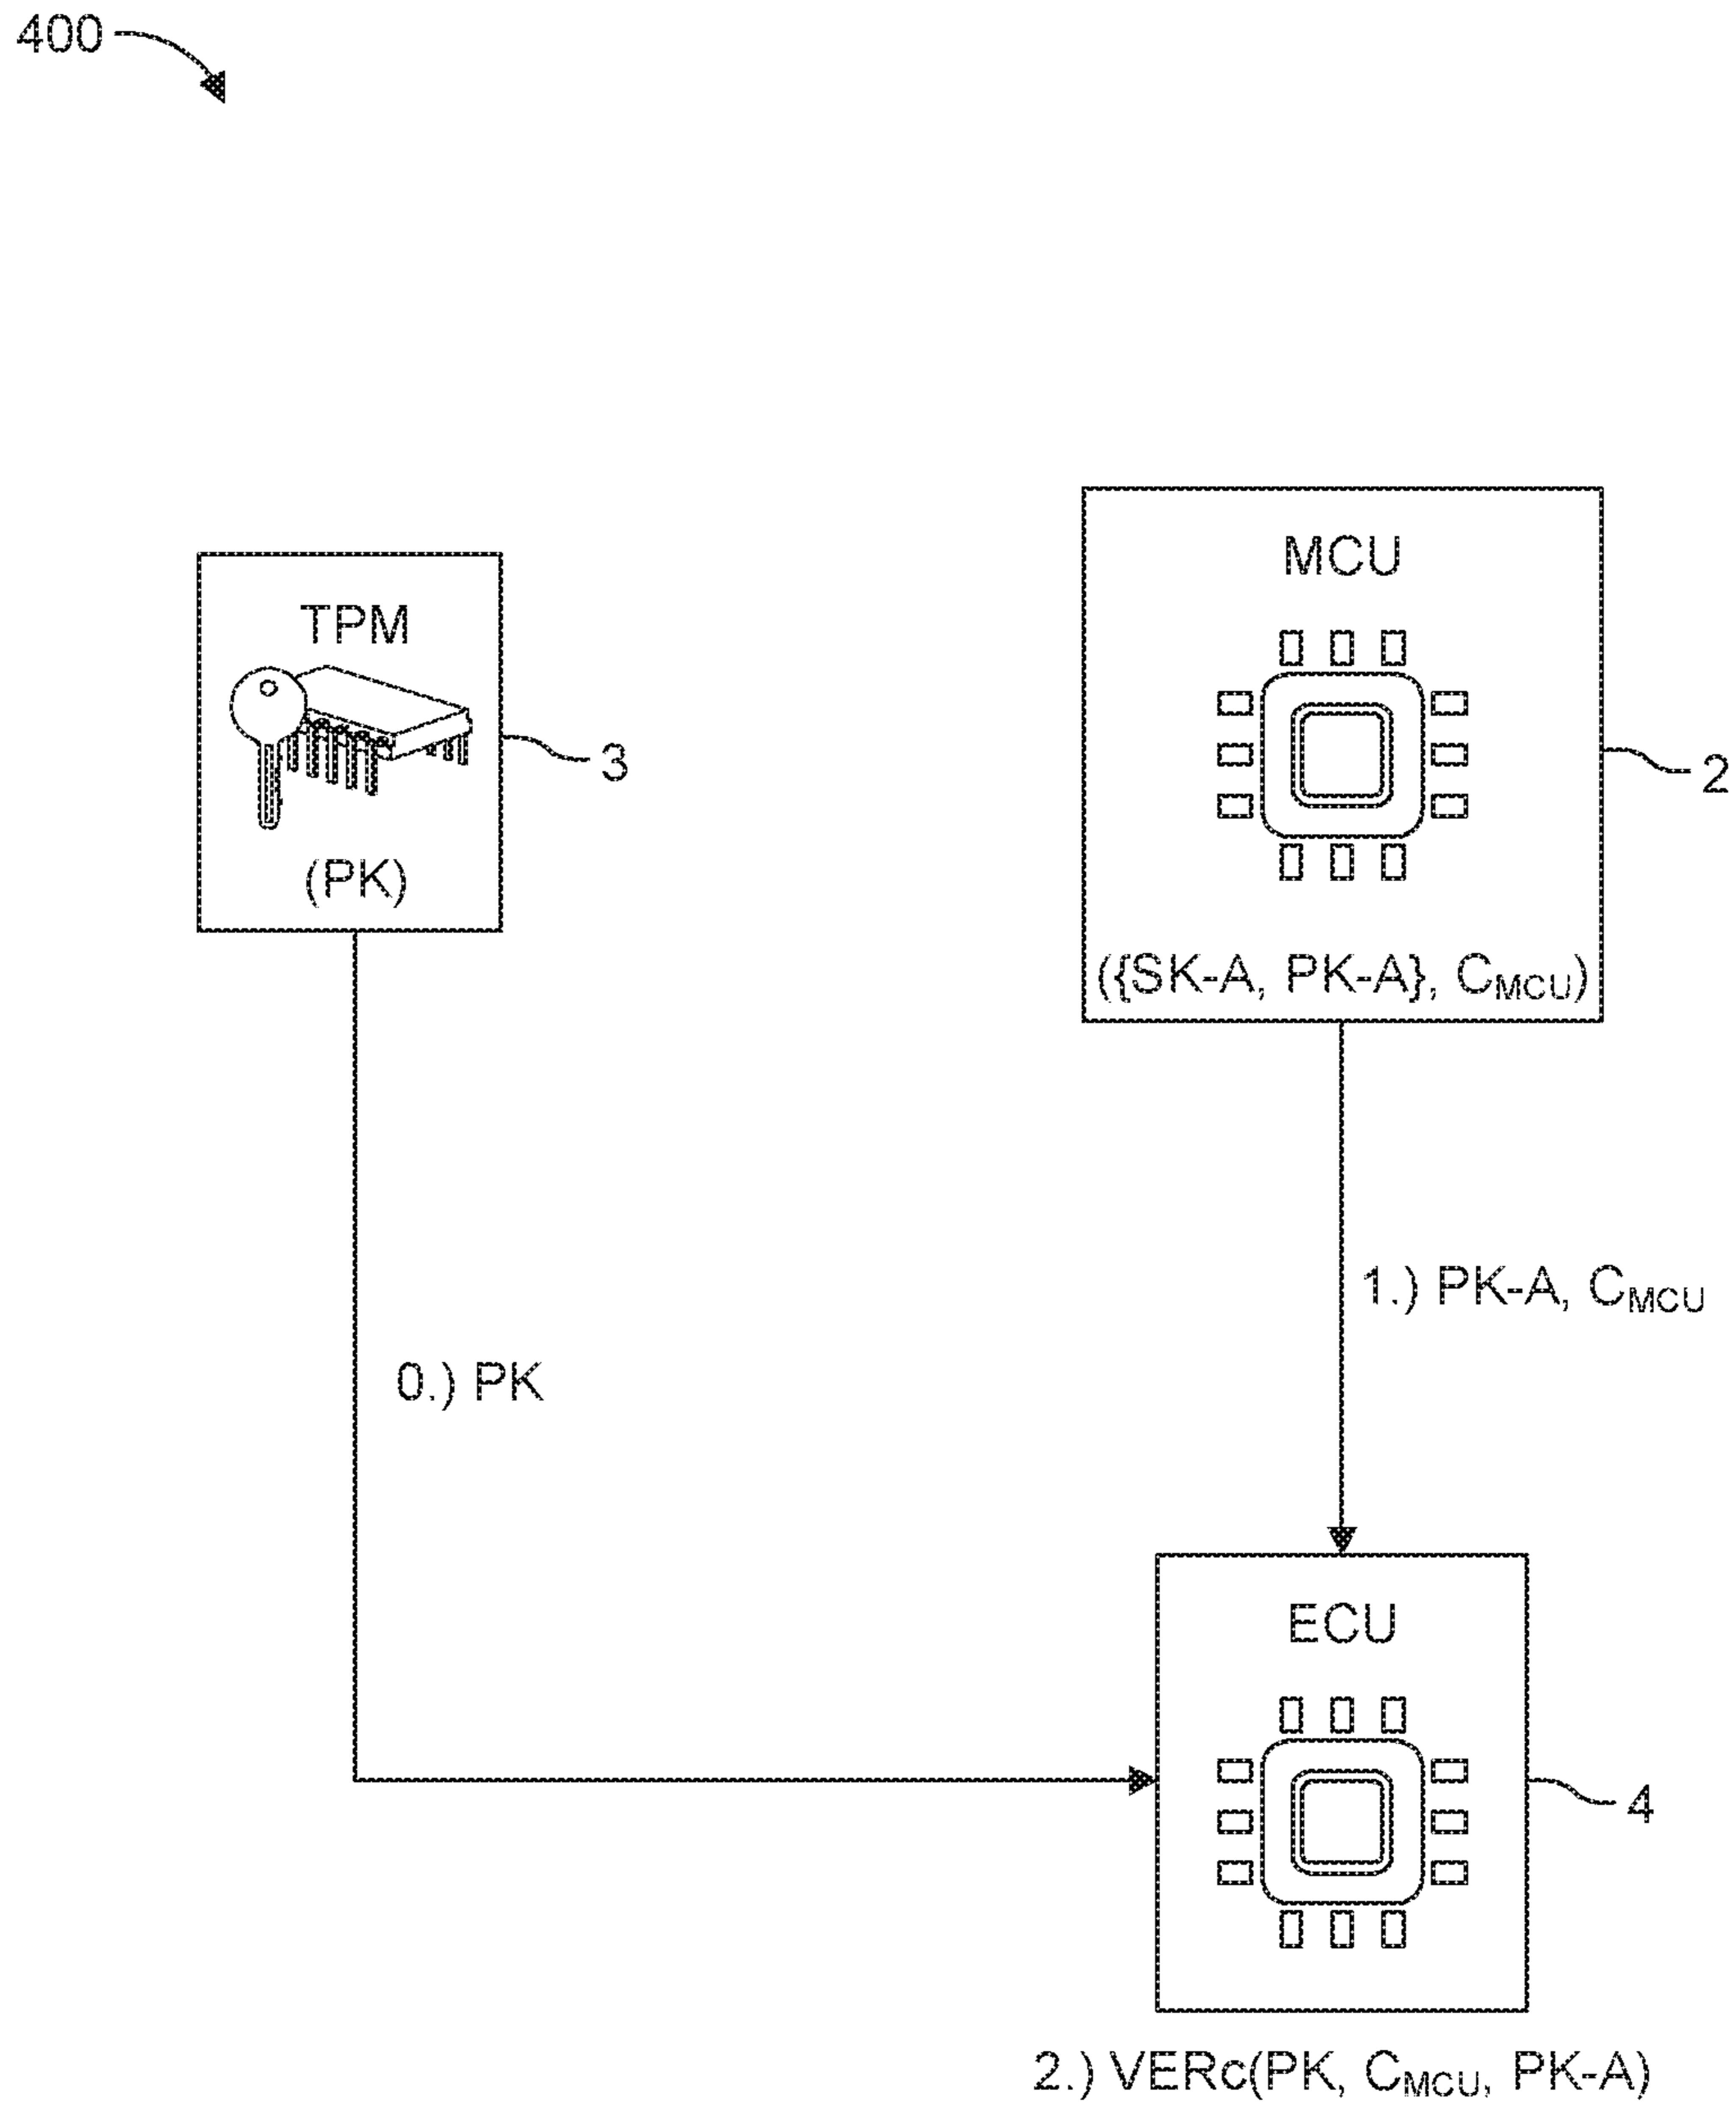 400
MCU
TPM
3
2
(PK)
({SK-A, PK-A}, CMCU)
1.) PK-A, CMCU
0.) PK
ECU
4
2.) VERc(PK, CMCU, PK-A)